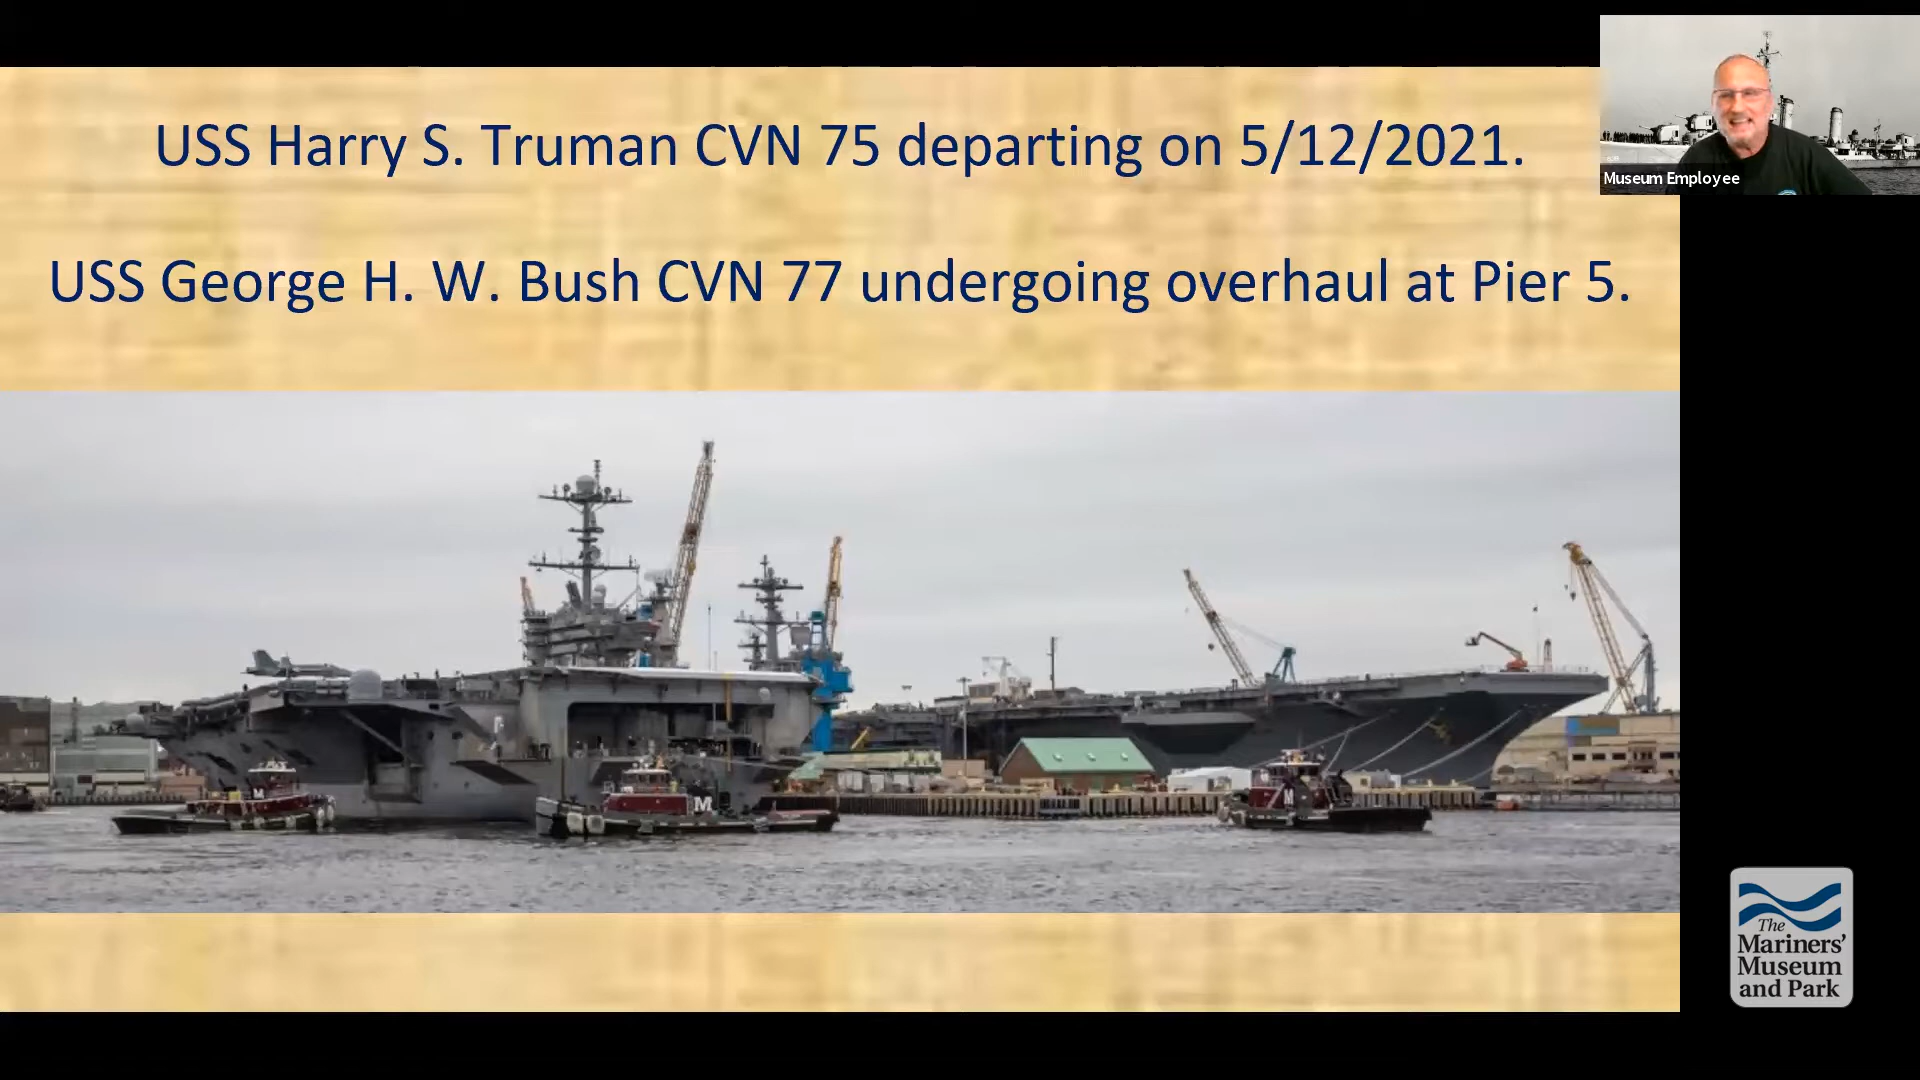 USS Harry S. Truman CVN 75 departing on 5/12/2021.
Museum Employee
USS George H. W. Bush CVN 77 undergoing overhaul at Pier 5.
M
M
M
The
Mariners'
Museum
and Park